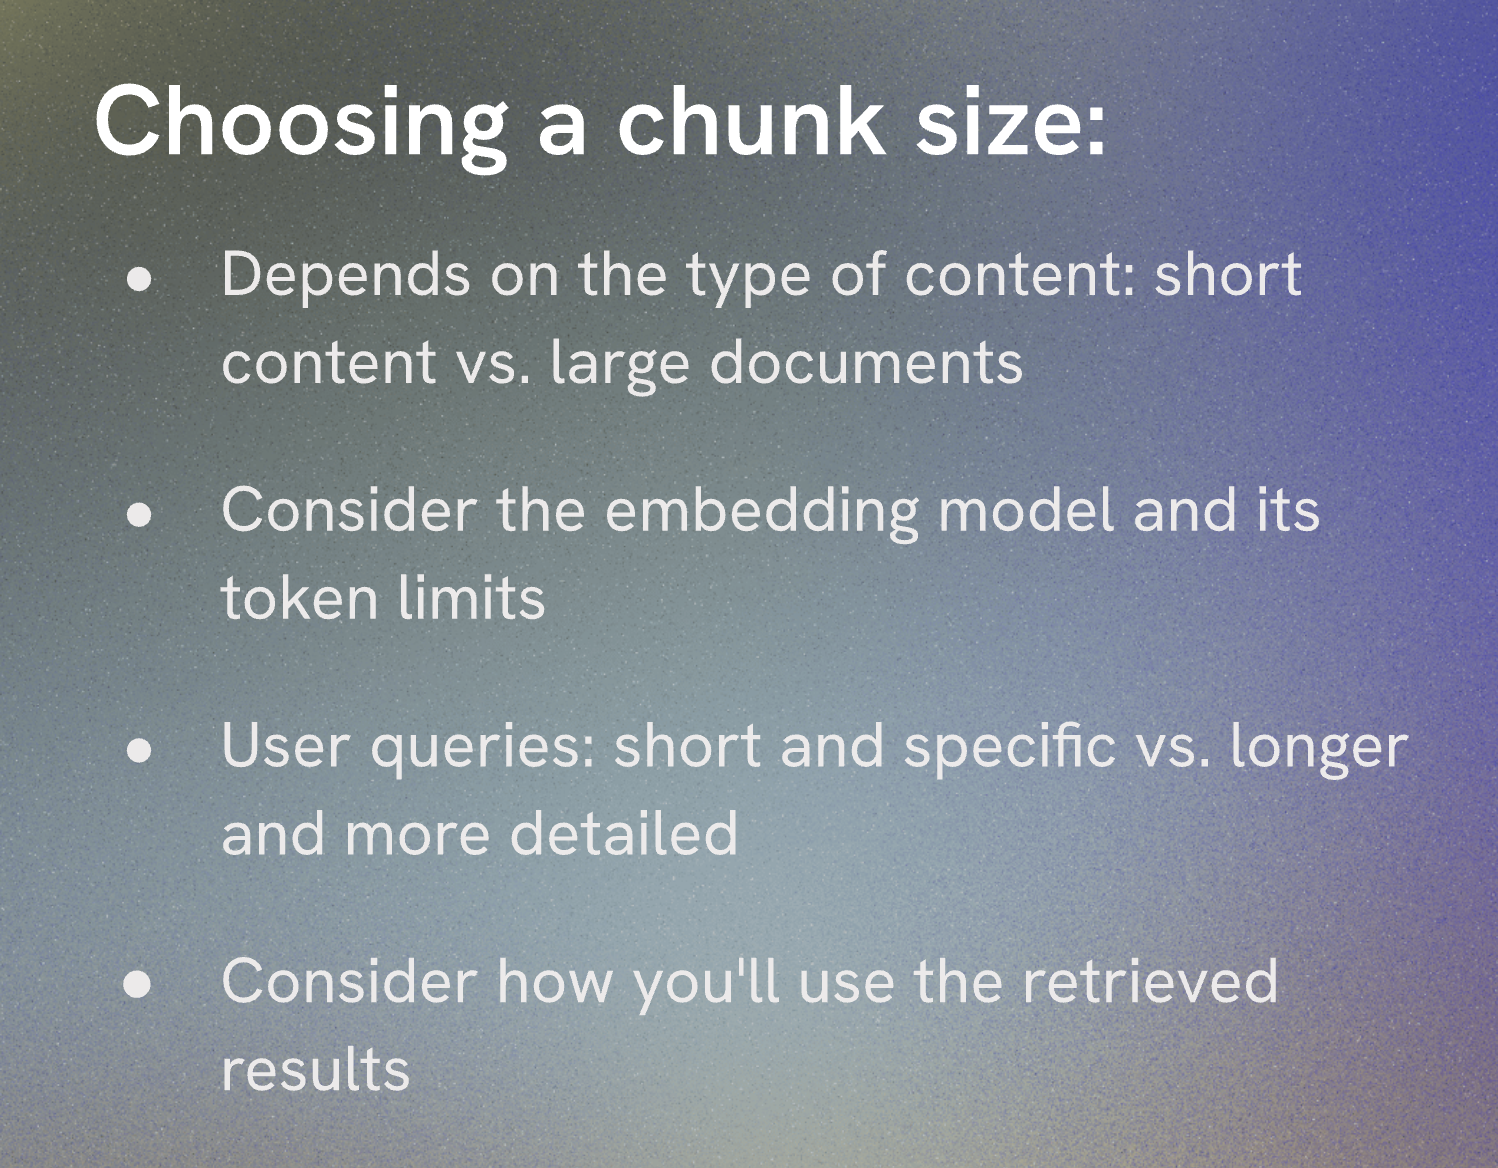 Choosing a chunk size:
● Depends on the type of content: short
content vs. large documents
● Consider the embedding model and its
token limits
● User queries: short and specific vs. longer
and more detailed
● Consider how you'll use the retrieved
results